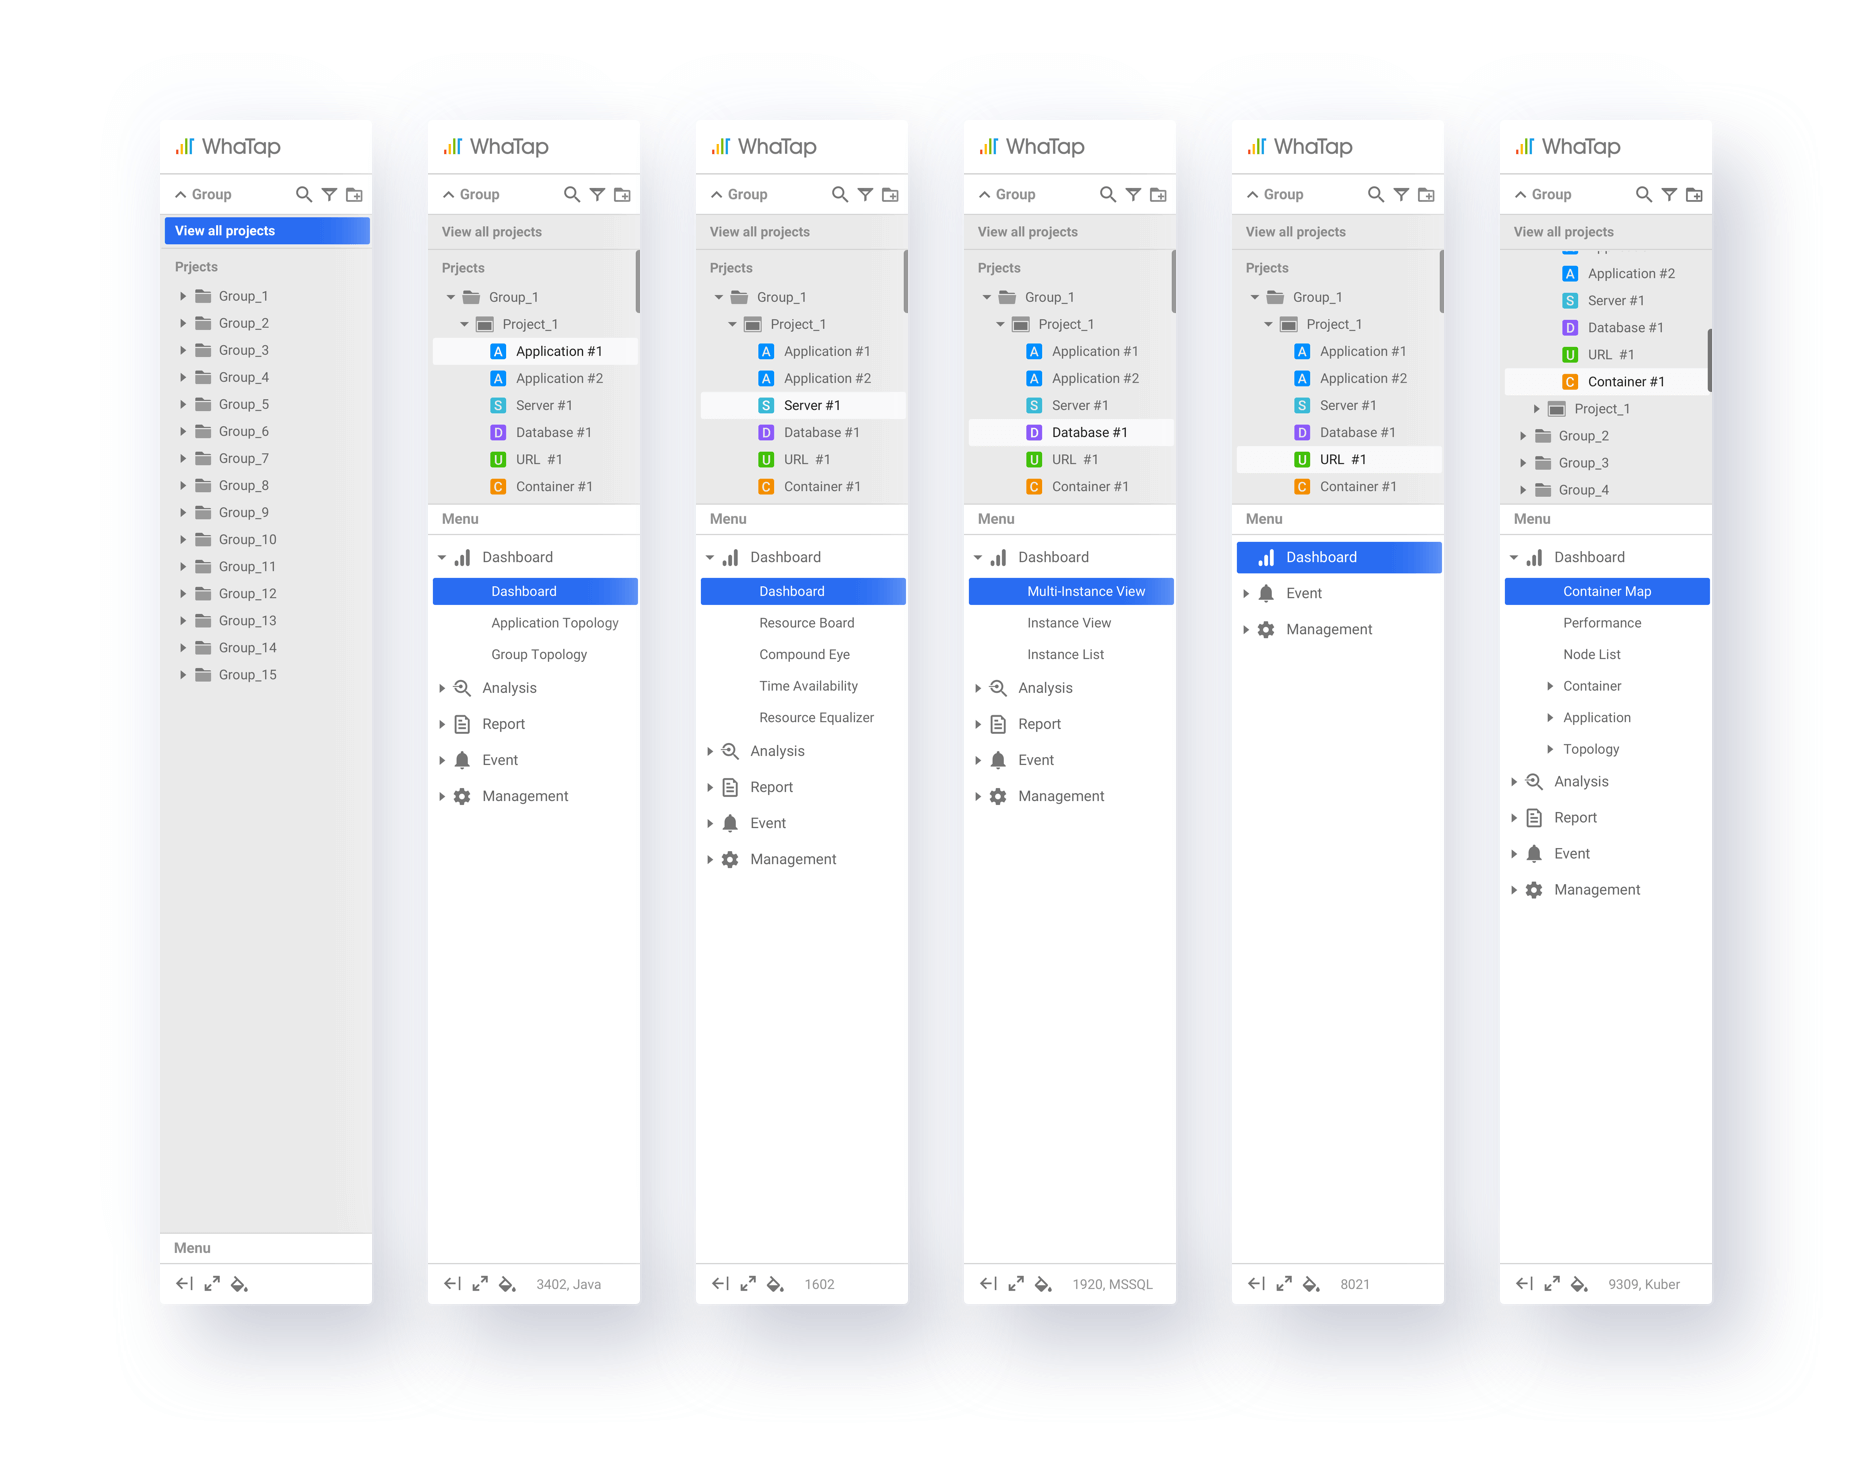 WhaTap
Group
View all projects
Prjects
Group_1
Group_2
Group_3
Group_4
Group_5
Group_6
Group_7
Group_8
Group_9
Group_10
Group_11
Group_12
Group_13
Group_14
Group_15
Menu
WhaTap
Group
View all projects
Prjects
Group_1
Project_1
A Application #1
A Application #2
S Server #1
D Database #1
U URL #1
C Container #1
Menu
Dashboard
Dashboard
Application Topology
Group Topology
Analysis
Report
Event
Management
3402, Java
WhaTap
Group
View all projects
Prjects
Group_1
Project_1
A Application #1
A Application #2
S Server #1
D Database #1
U URL #1
C Container #1
Menu
Dashboard
Dashboard
Resource Board
Compound Eye
Time Availability
Resource Equalizer
Analysis
Report
Event
Management
1602
WhaTap
Group
View all projects
Prjects
Group_1
Project_1
A Application #1
A Application #2
S Server #1
D Database #1
U URL #1
C Container #1
Menu
Dashboard
Multi-Instance View
Instance View
Instance List
Analysis
Report
Event
Management
1920, MSSQL
WhaTap
Group
View all projects
Prjects
Group_1
Project_1
A Application #1
A Application #2
S Server #1
D Database #1
U URL #1
C Container #1
Menu
Dashboard
Event
Management
8021
WhaTap
Group
View all projects
A Application #2
S Server #1
D Database #1
U URL #1
C Container #1
Project_1
Group_2
Group_3
Group_4
Menu
Dashboard
Container Map
Performance
Node List
Container
Application
Topology
Analysis
Report
Event
Management
9309, Kuber